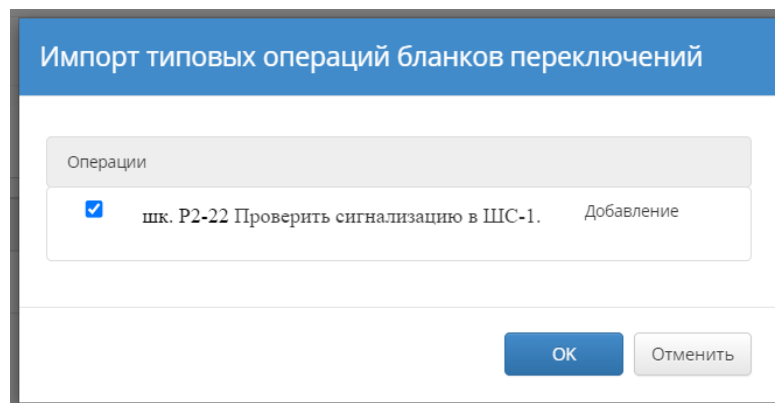 Импорт типовых операций бланков переключений
Операции
шк. Р2-22 Проверить сигнализацию в ШС-1. Добавление
ОК Отменить